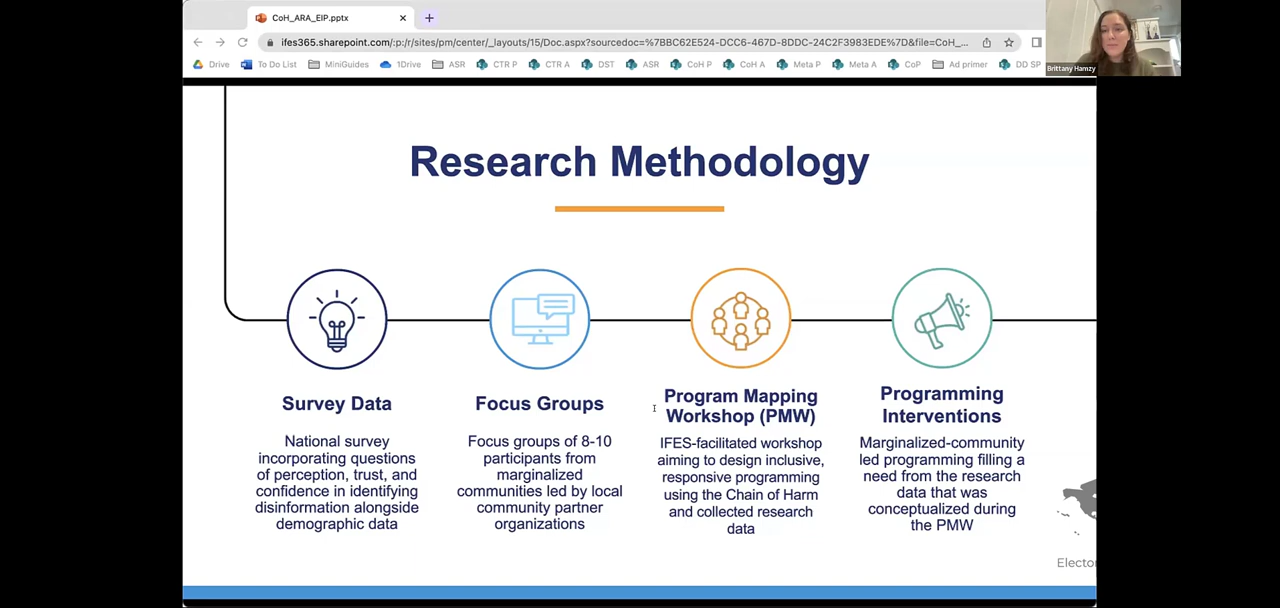 CoH_ARA_EIP.pptx
ifes365.sharepoint.com/:p:/r/sites/pm/center/_layouts/15/Doc.aspx?sourcedoc=%7BBC62E524-DCC6-467D-8DDC-24C2F3983EDE%7D&file=CoH_...
Drive To Do List MiniGuides 1Drive ASR CTR P CTR A DST ASR CoH P CoH A Meta P Meta A CoP Ad primer DD SP
Brittany Hamzy
Research Methodology
Survey Data
National survey
incorporating questions
of perception, trust, and
confidence in identifying
disinformation alongside
demographic data
Focus Groups
Focus groups of 8-10
participants from
marginalized
communities led by local
community partner
organizations
Program Mapping
Workshop (PMW)
IFES-facilitated workshop
aiming to design inclusive,
responsive programming
using the Chain of Harm
and collected research
data
Programming
Interventions
Marginalized-community
led programming filling a
need from the research
data that was
conceptualized during
the PMW
Elector